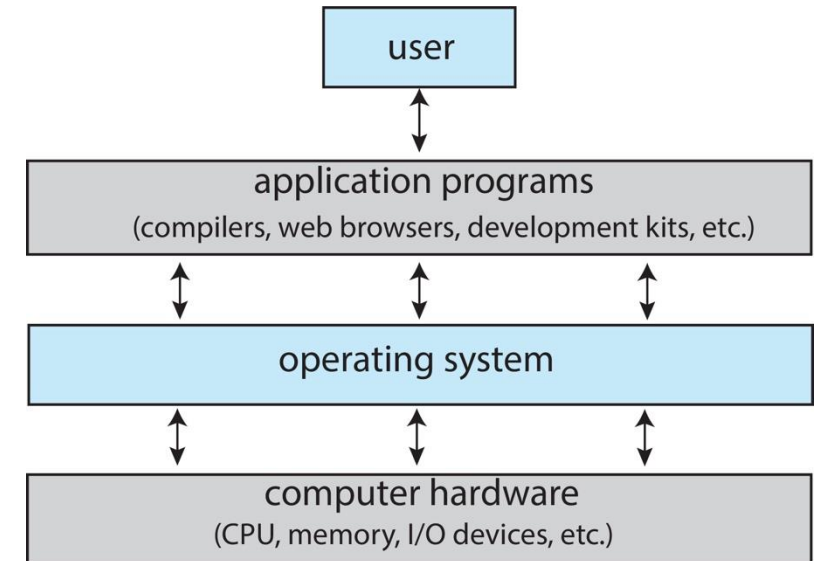 user
application programs
(compilers, web browsers, development kits, etc.)
operating system
computer hardware
(CPU, memory, I/O devices, etc.)